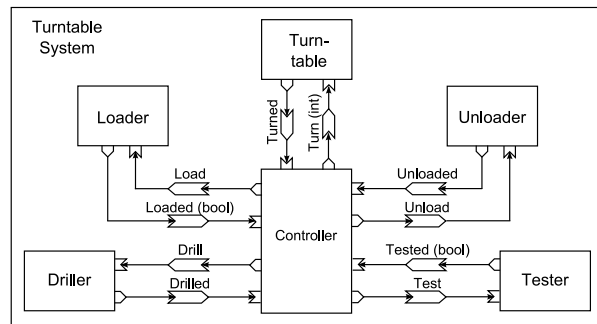 Turntable
System
Turn-
table
Loader
Unloader
Turned
Turn (int)
Load
Unloaded
Loaded (bool)
Unload
Controller
Drill
Tested (bool)
Driller
Tester
Drilled
Test